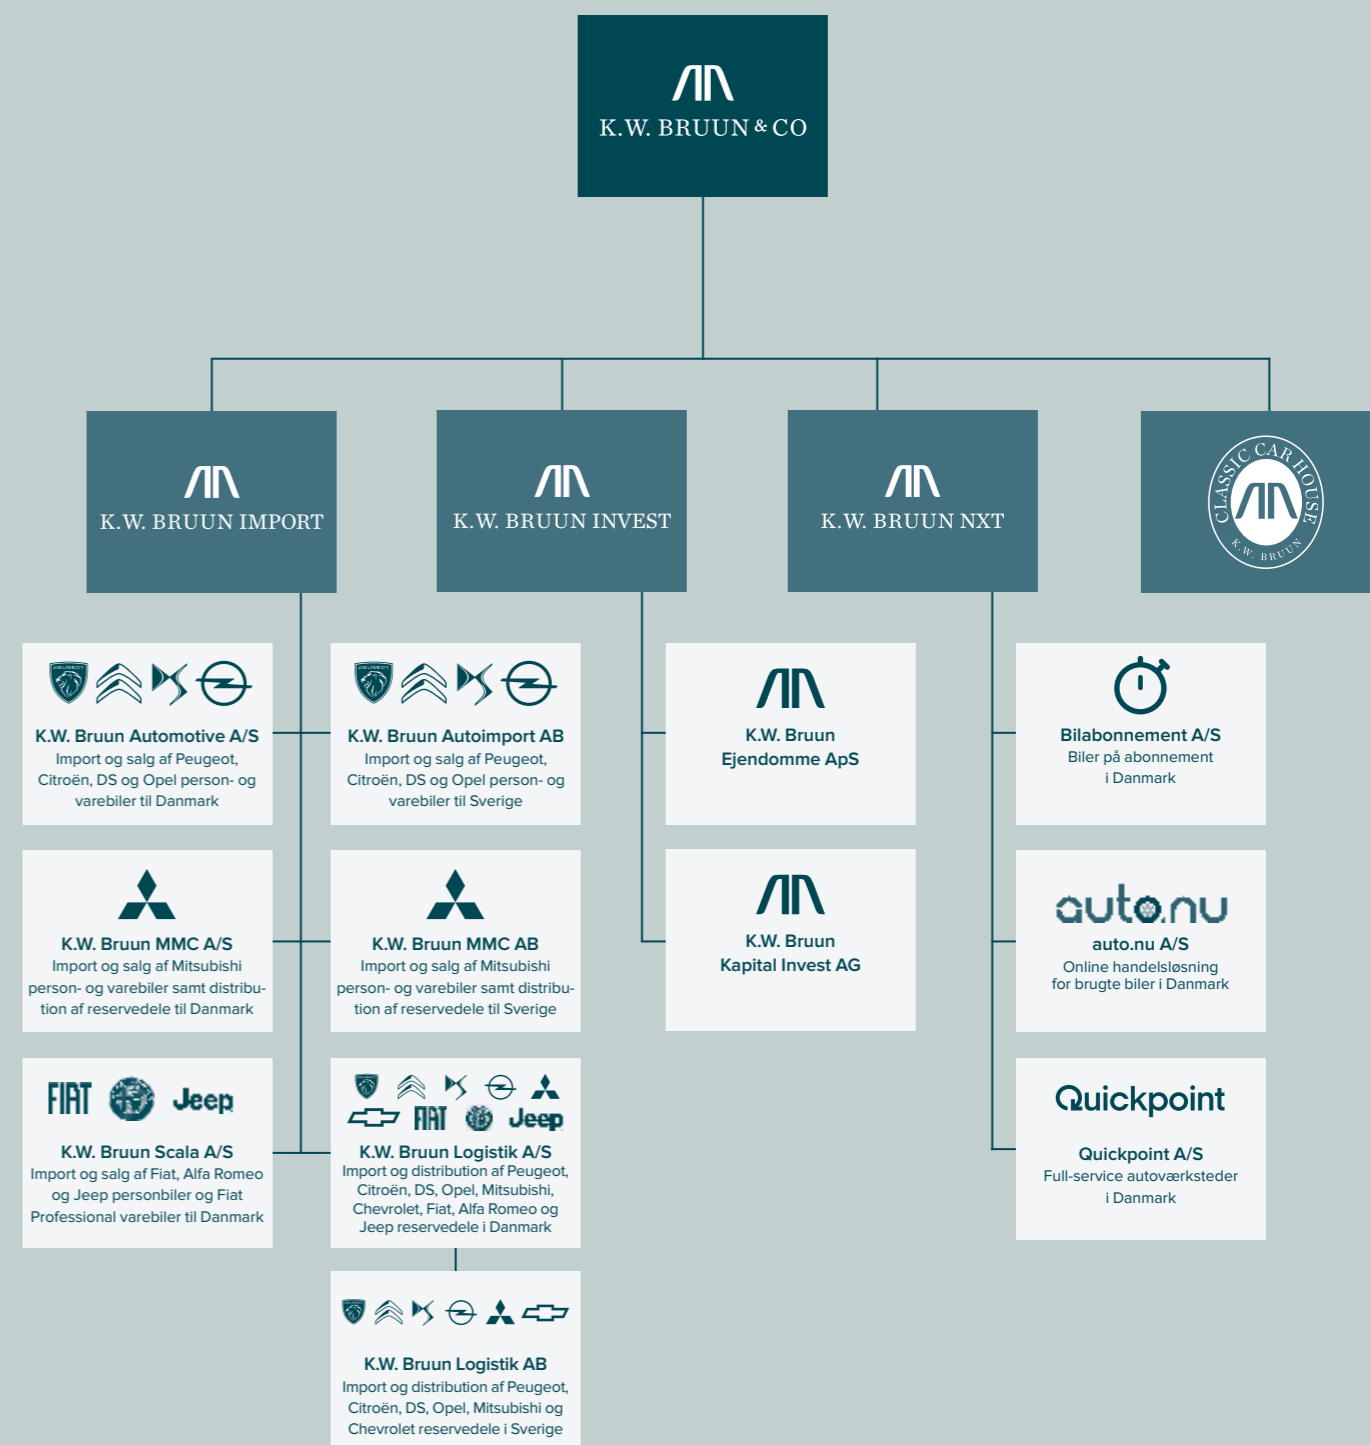 K.W. BRUUN & CO
K.W. BRUUN IMPORT
K.W. BRUUN INVEST
K.W. BRUUN NXT
CLASSIC CAR HOUSE
K.W. BRUUN
PEUGEOT
K.W. Bruun Automotive A/S
Import og salg af Peugeot,
Citroën, DS og Opel person- og
varebiler til Danmark
PEUGEOT
K.W. Bruun Autoimport AB
Import og salg af Peugeot,
Citroën, DS og Opel person- og
varebiler til Sverige
K.W. Bruun MMC A/S
Import og salg af Mitsubishi
person- og varebiler samt distribu-
tion af reservedele til Danmark
K.W. Bruun MMC AB
Import og salg af Mitsubishi
person- og varebiler samt distribu-
tion af reservedele til Sverige
FIAT Jeep
K.W. Bruun Scala A/S
Import og salg af Fiat, Alfa Romeo
og Jeep personbiler og Fiat
Professional varebiler til Danmark
FIAT Jeep
K.W. Bruun Logistik A/S
Import og distribution af Peugeot,
Citroën, DS, Opel, Mitsubishi,
Chevrolet, Fiat, Alfa Romeo og
Jeep reservedele i Danmark
K.W. Bruun Logistik AB
Import og distribution af Peugeot,
Citroën, DS, Opel, Mitsubishi og
Chevrolet reservedele i Sverige
K.W. Bruun
Ejendomme ApS
K.W. Bruun
Kapital Invest AG
Bilabonnement A/S
Biler på abonnement
i Danmark
auto.nu
auto.nu A/S
Online handelsløsning
for brugte biler i Danmark
Quickpoint
Quickpoint A/S
Full-service autoværksteder
i Danmark